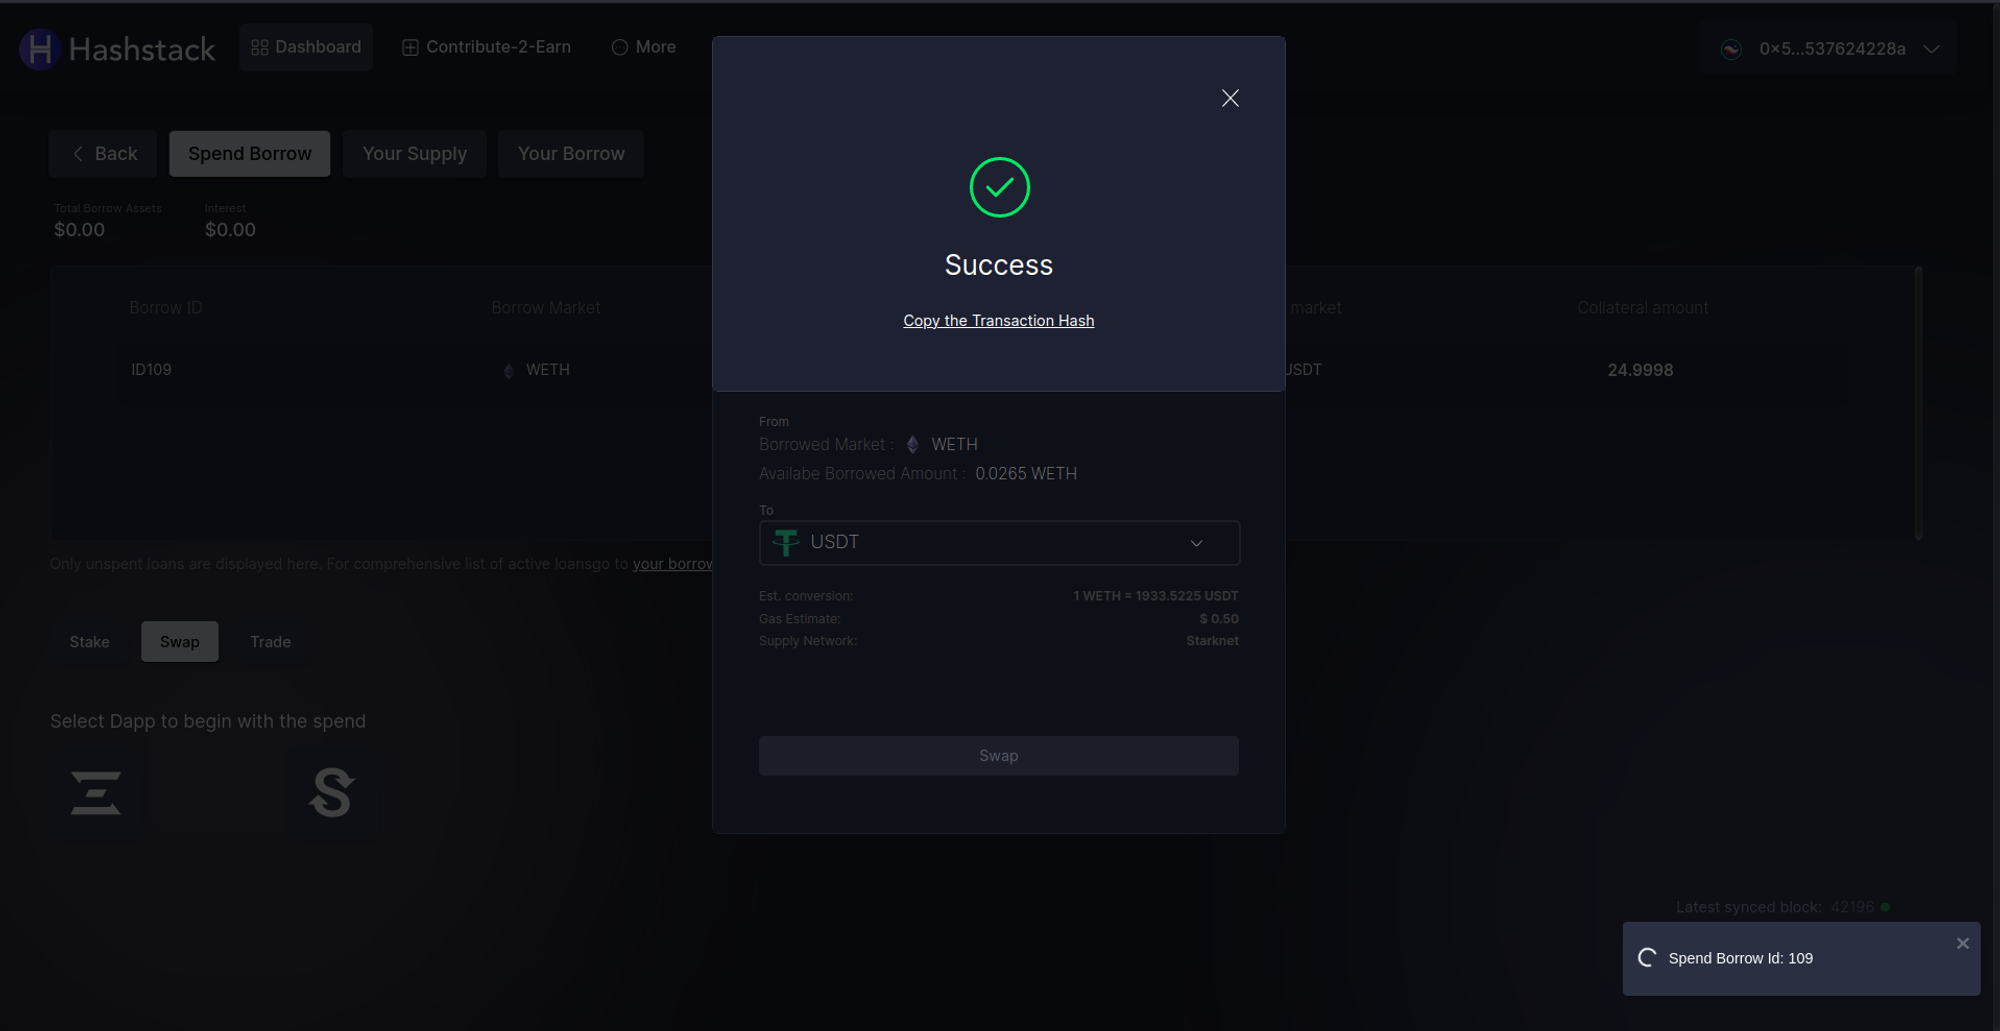 Hashstack
Dashboard
Contribute-2-Earn
More
0x5...537624228a
Back
Spend Borrow
Your Supply
Your Borrow
Total Borrow Assets
$0.00
Interest
$0.00
Success
Copy the Transaction Hash
Borrow ID
Borrow Market
market
Collateral amount
ID109
WETH
USDT
24.9998
From
Borrowed Market :
WETH
Availabe Borrowed Amount :
0.0265 WETH
To
USDT
Only unspent loans are displayed here. For comprehensive list of active loansgo to your borrow
Est. conversion:
1 WETH = 1933.5225 USDT
Gas Estimate:
$ 0.50
Supply Network:
Starknet
Stake
Swap
Trade
Select Dapp to begin with the spend
Swap
Latest synced block: 42196
Spend Borrow Id: 109